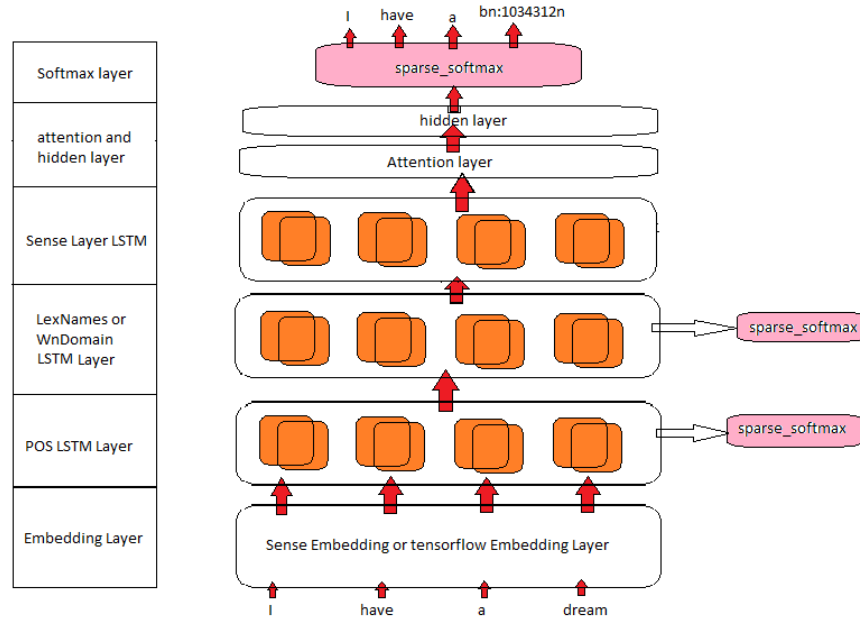 I have a bn:1034312n
Softmax layer
sparse_softmax
attention and
hidden layer
hidden layer
Attention layer
Sense Layer LSTM
LexNames or
WnDomain
LSTM Layer
sparse_softmax
POS LSTM Layer
sparse_softmax
Embedding Layer
Sense Embedding or tensorflow Embedding Layer
I have a dream